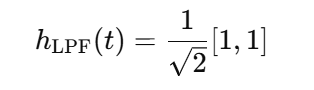 h_LPF(t) = 1/√2 [1, 1]